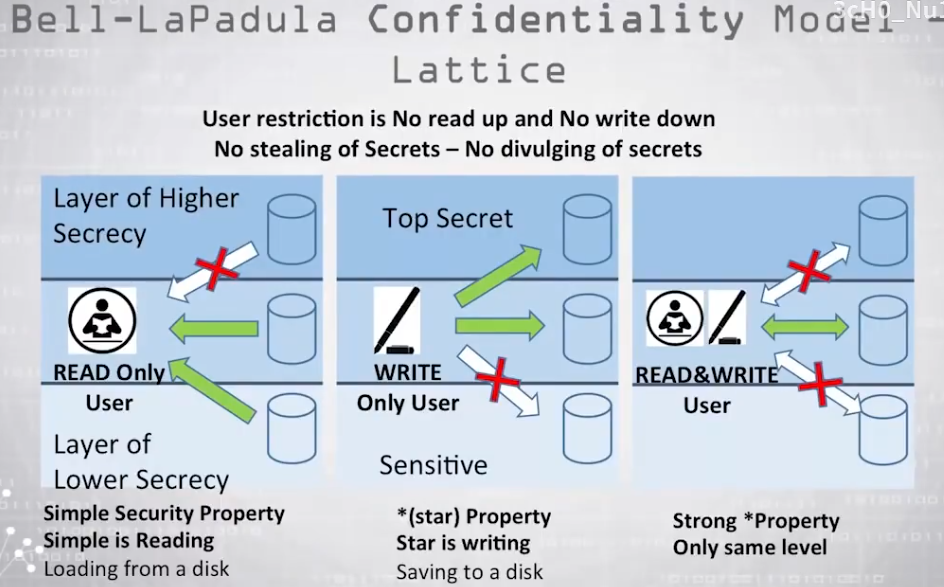 Bell-LaPadula Confidentiality Model
Lattice
User restriction is No read up and No write down
No stealing of Secrets – No divulging of secrets
Layer of Higher
Secrecy
READ Only
User
Layer of
Lower Secrecy
Top Secret
WRITE
Only User
Sensitive
READ&WRITE
User
Simple Security Property
Simple is Reading
Loading from a disk
*(star) Property
Star is writing
Saving to a disk
Strong *Property
Only same level